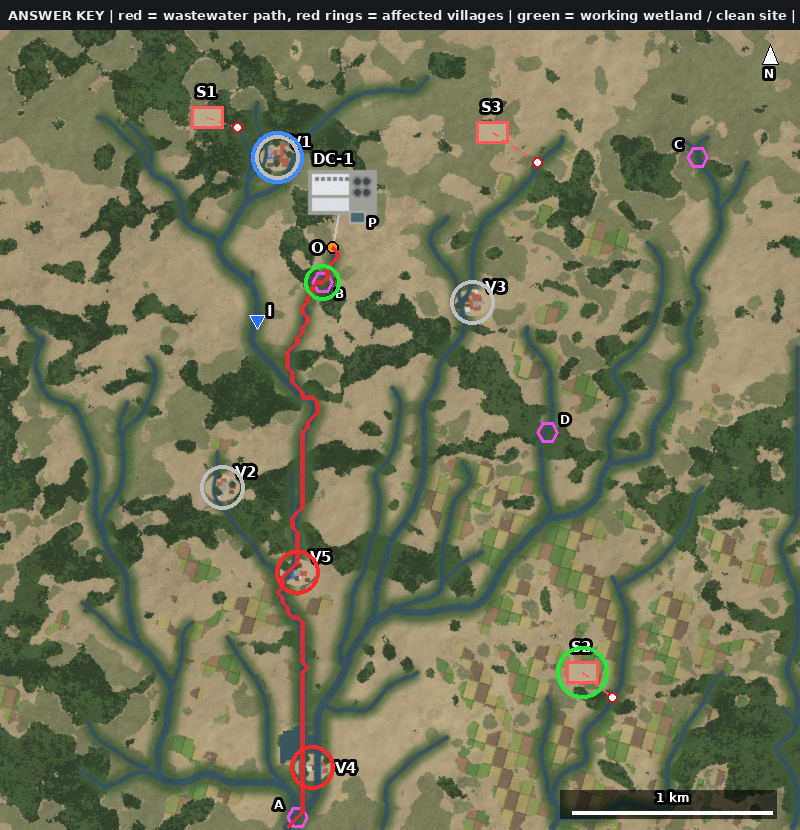 ANSWER KEY | red = wastewater path, red rings = affected villages | green = working wetland / clean site |
N
S1
S3
V1
C
DC-1
P
O
V3
B
I
D
V2
V5
S2
V4
A
1 km